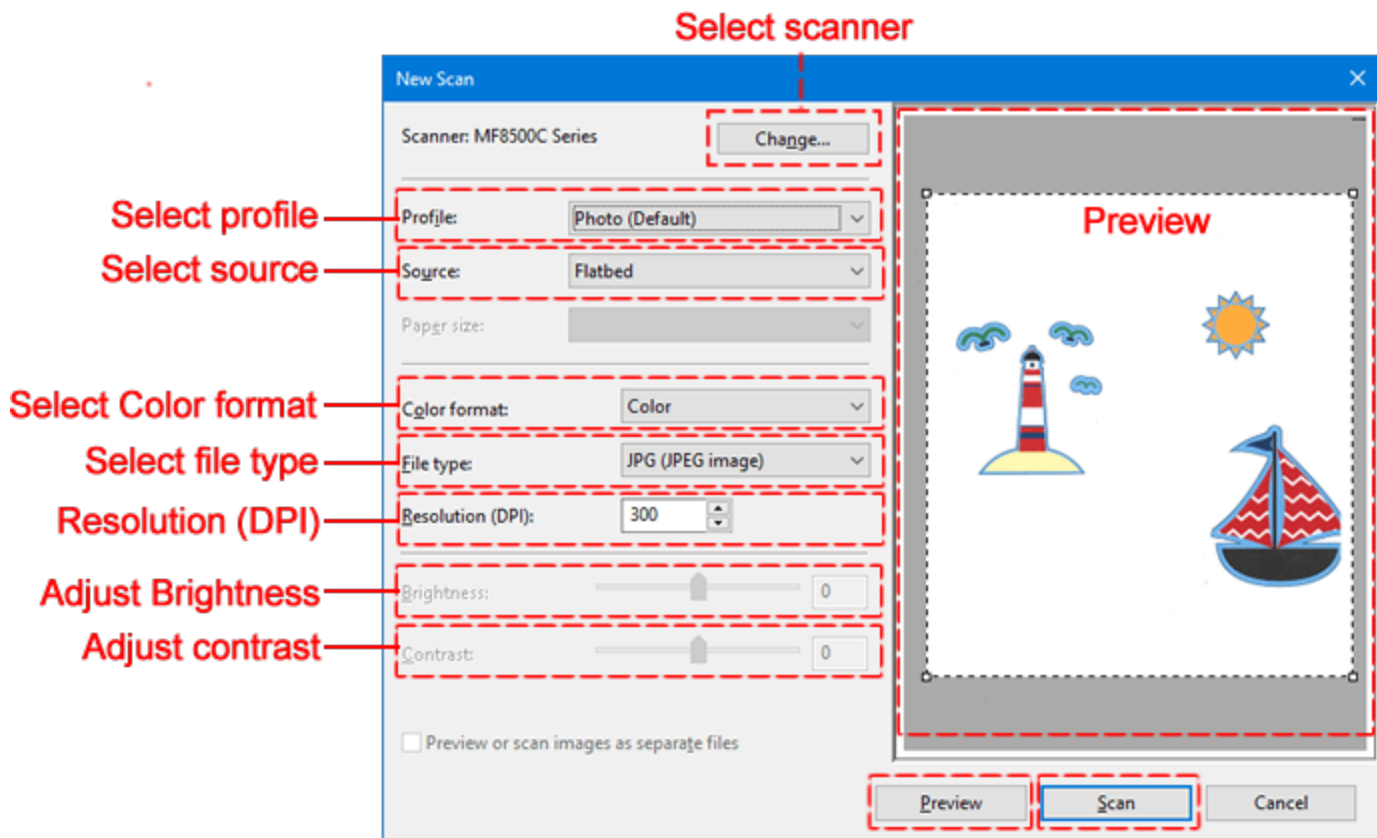 Select scanner
New Scan
Scanner: MF8500C Series
Change...
Select profile
Profile:
Photo (Default)
Preview
Select source
Source:
Flatbed
Paper size:
Select Color format
Color format:
Color
Select file type
File type:
JPG (JPEG image)
Resolution (DPI)
Resolution (DPI):
300
Adjust Brightness
Brightness:
0
Adjust contrast
Contrast:
0
Preview or scan images as separate files
Preview
Scan
Cancel